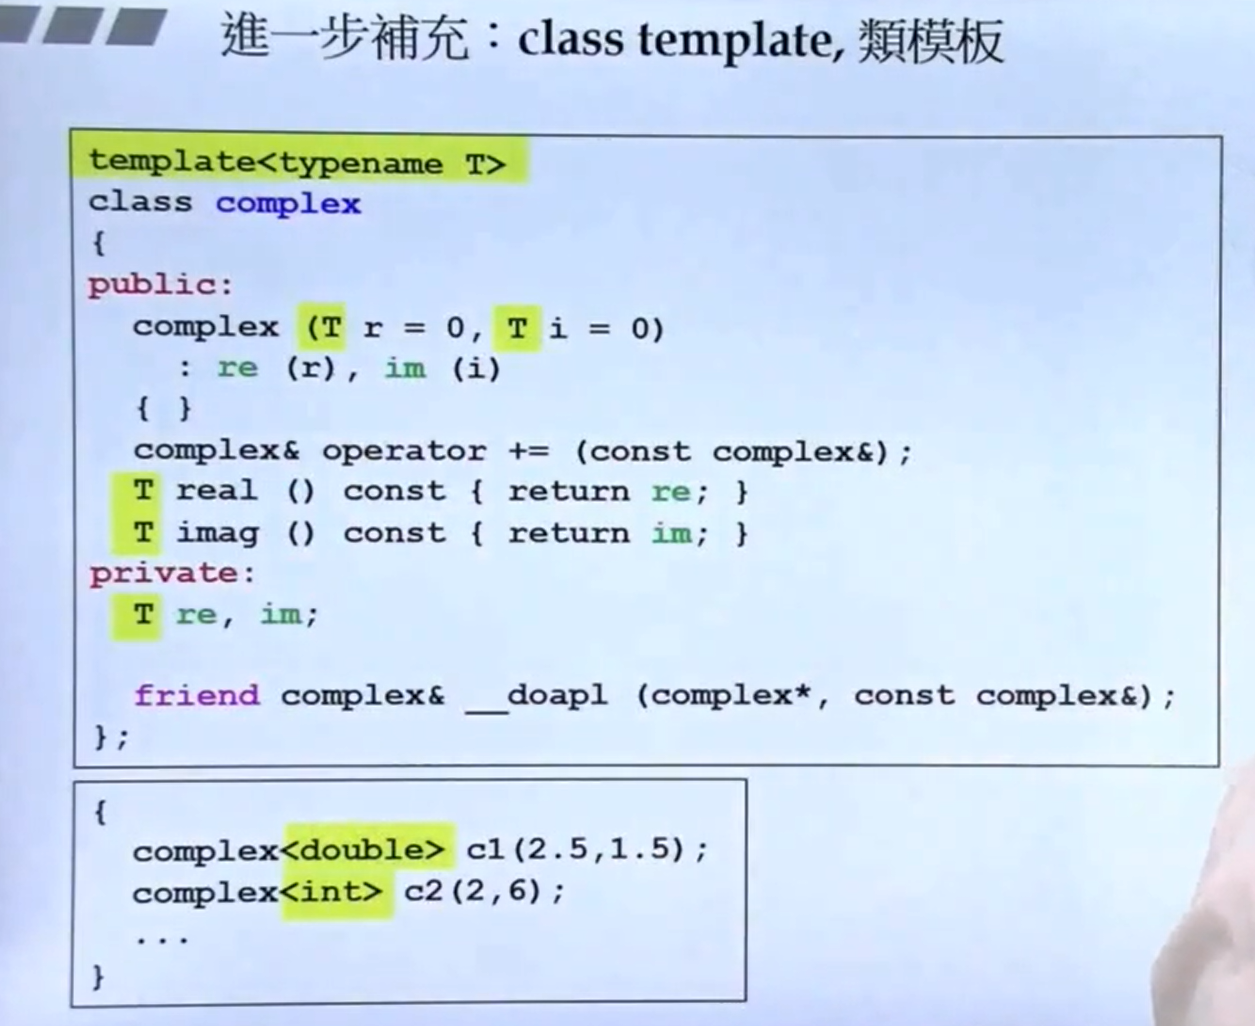 進一步補充：class template, 類模板
template<typename T>
class complex
{
public:
complex (T r = 0, T i = 0)
: re (r), im (i)
{ }
complex& operator += (const complex&);
T real () const { return re; }
T imag () const { return im; }
private:
T re, im;
friend complex& __doapl (complex*, const complex&);
};
{
complex<double> c1(2.5,1.5);
complex<int> c2(2,6);
...
}